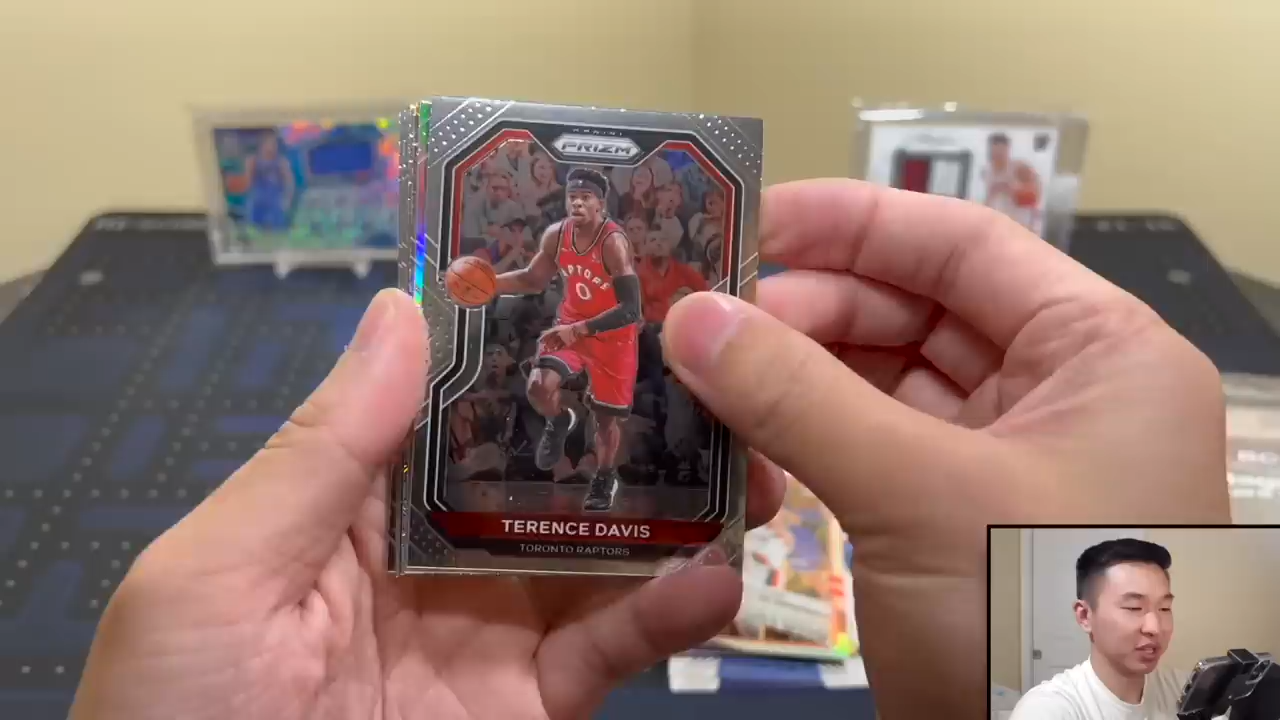 PANINI
PRIZM
RAPTORS
0
TERENCE DAVIS
TORONTO RAPTORS